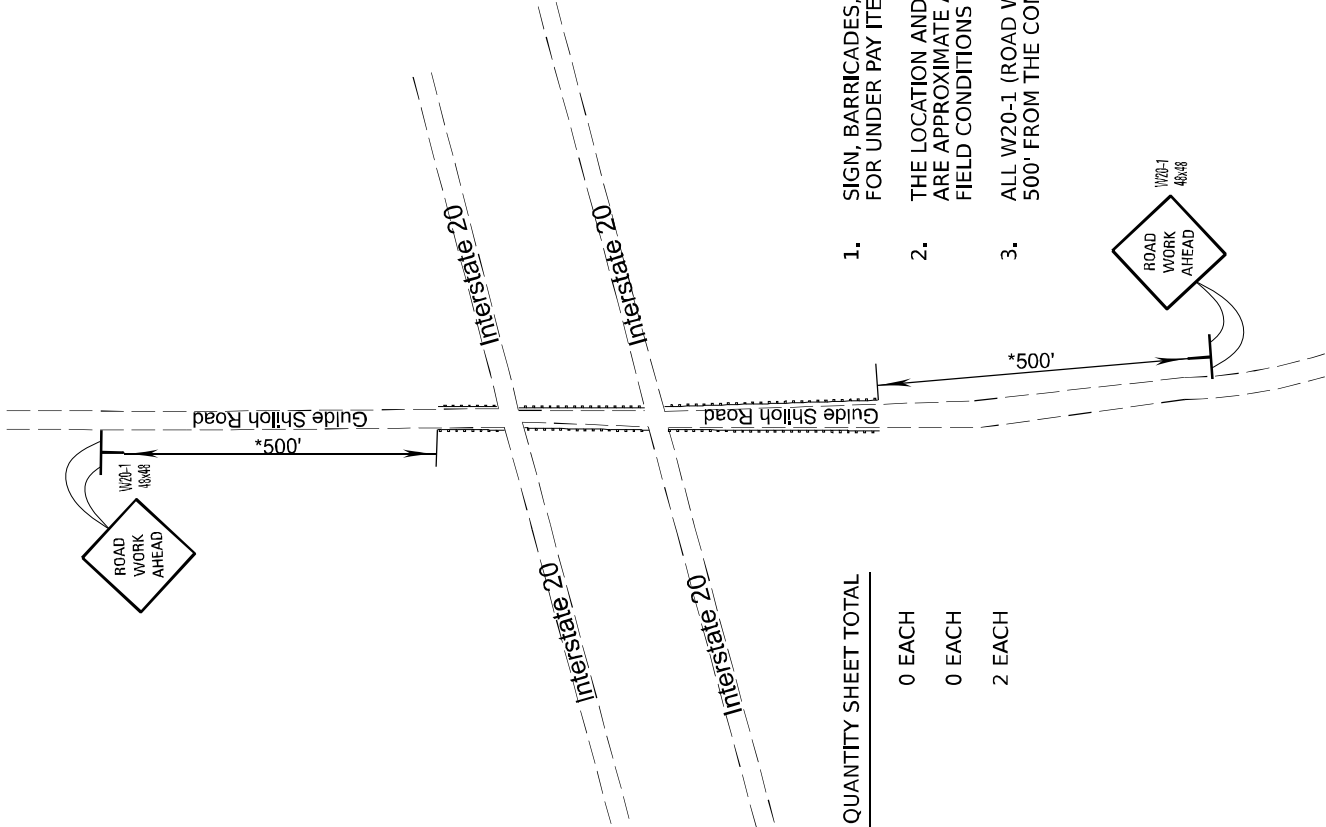 ROAD
WORK
AHEAD
W20-1
48x48
*500'
Guide Shiloh Road
Interstate 20
Interstate 20
Interstate 20
Interstate 20
Guide Shiloh Road
*500'
ROAD
WORK
AHEAD
W20-1
48x48
1. SIGN, BARRICADES,
FOR UNDER PAY ITE
2. THE LOCATION AND
ARE APPROXIMATE A
FIELD CONDITIONS
3. ALL W20-1 (ROAD W
500' FROM THE CON
QUANTITY SHEET TOTAL
0 EACH
0 EACH
2 EACH